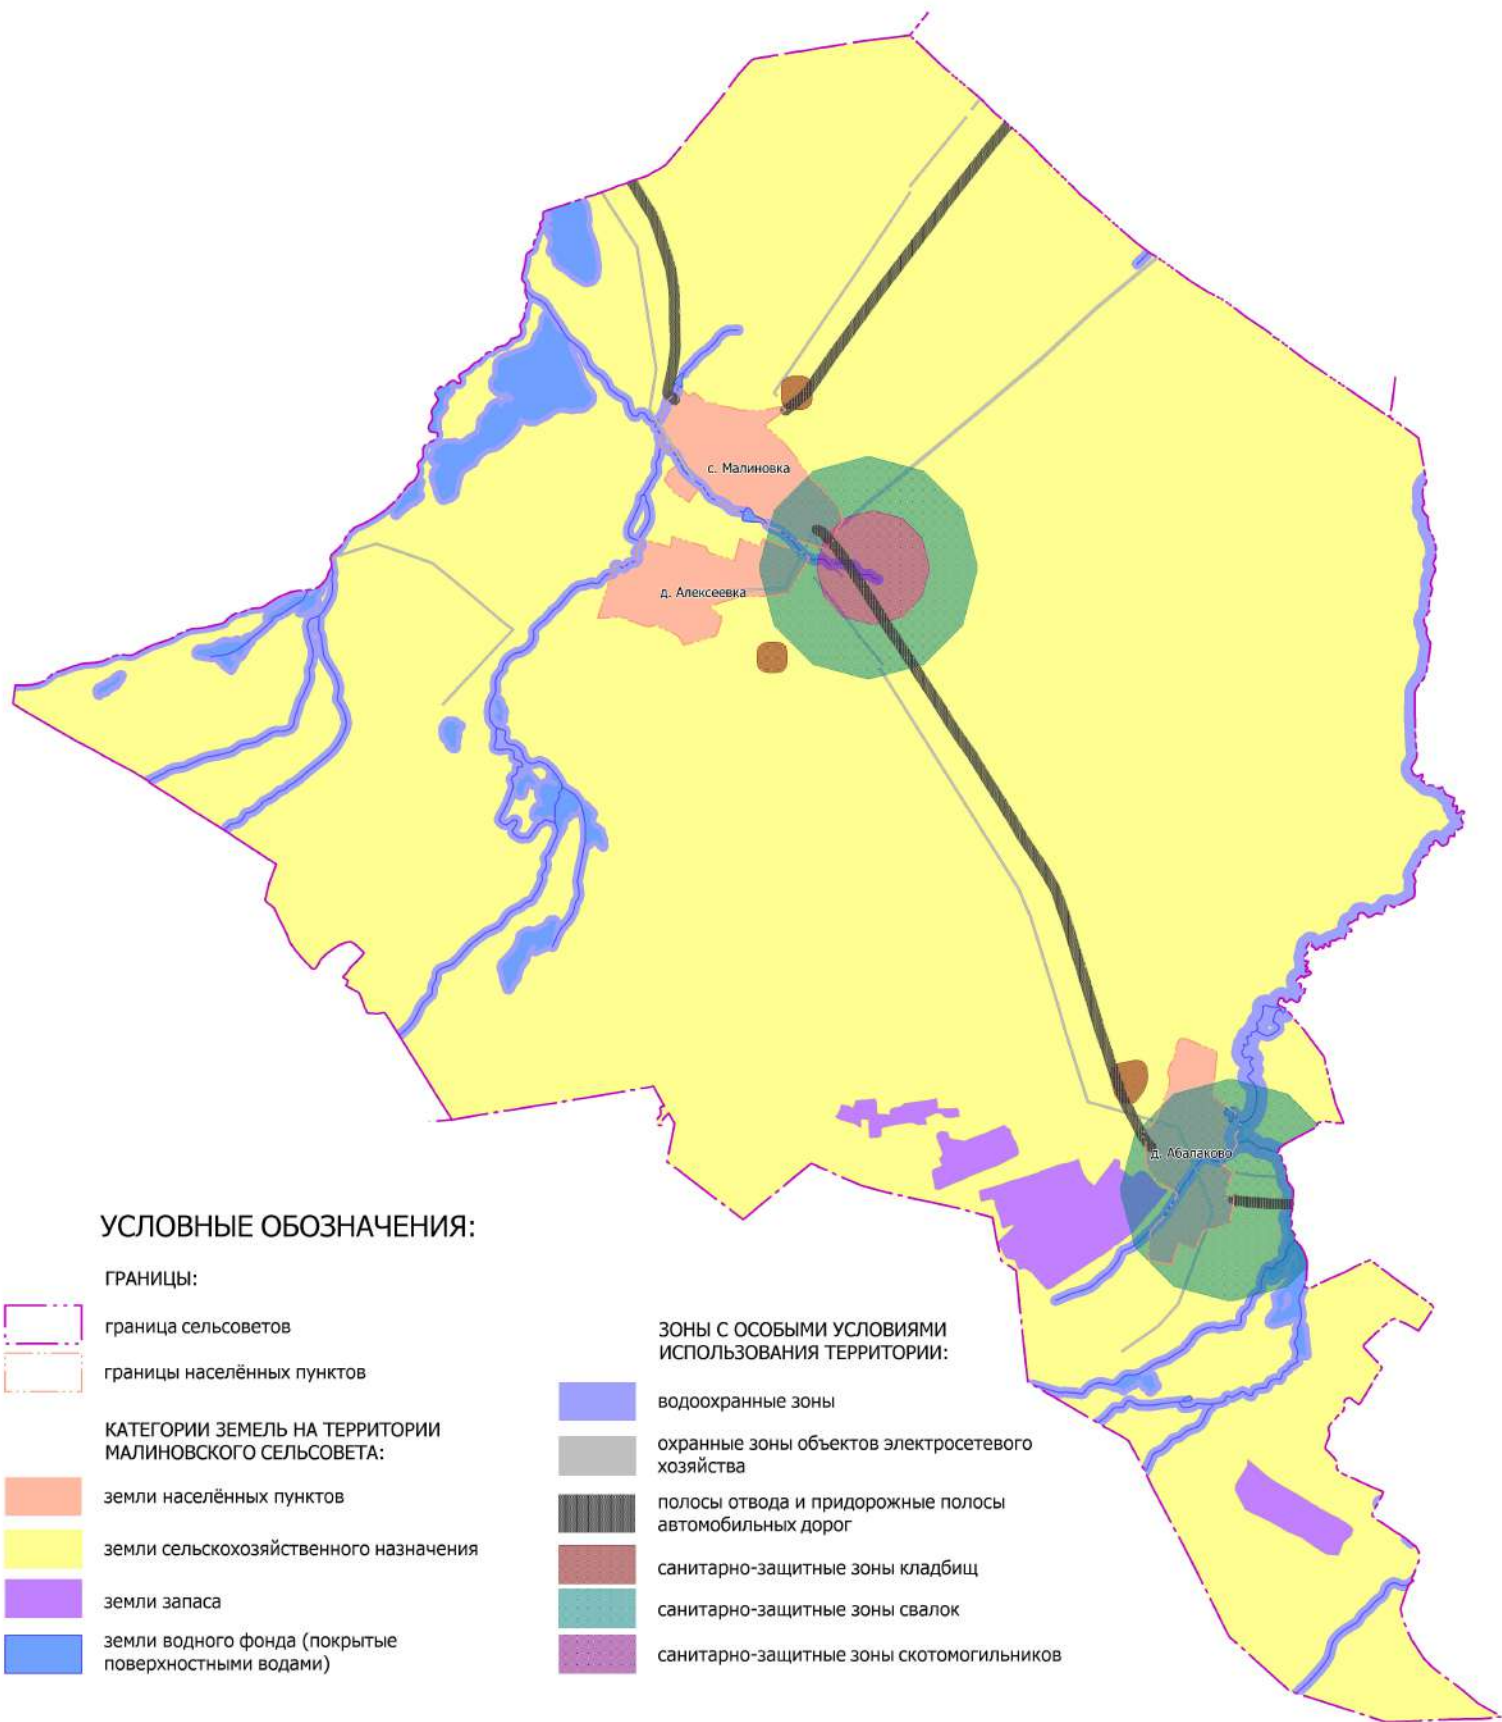 с. Малиновка
д. Алексеевка
д. Абалаково
УСЛОВНЫЕ ОБОЗНАЧЕНИЯ:
ГРАНИЦЫ:
граница сельсоветов
границы населённых пунктов
КАТЕГОРИИ ЗЕМЕЛЬ НА ТЕРРИТОРИИ
МАЛИНОВСКОГО СЕЛЬСОВЕТА:
земли населённых пунктов
земли сельскохозяйственного назначения
земли запаса
земли водного фонда (покрытые
поверхностными водами)
ЗОНЫ С ОСОБЫМИ УСЛОВИЯМИ
ИСПОЛЬЗОВАНИЯ ТЕРРИТОРИИ:
водоохранные зоны
охранные зоны объектов электросетевого
хозяйства
полосы отвода и придорожные полосы
автомобильных дорог
санитарно-защитные зоны кладбищ
санитарно-защитные зоны свалок
санитарно-защитные зоны скотомогильников